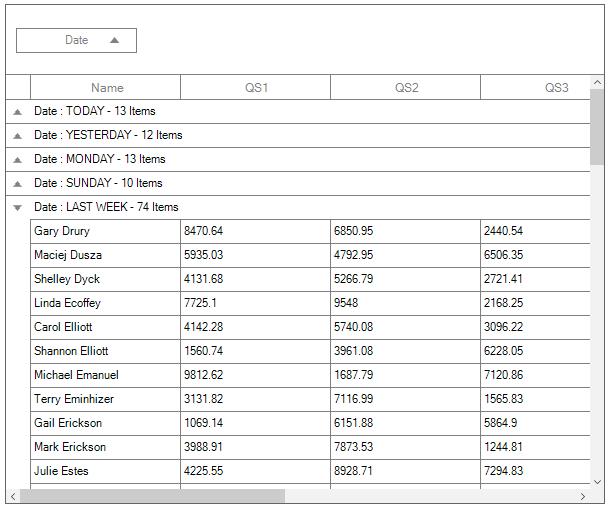 Date
Name QS1 QS2 QS3
Date : TODAY - 13 Items
Date : YESTERDAY - 12 Items
Date : MONDAY - 13 Items
Date : SUNDAY - 10 Items
Date : LAST WEEK - 74 Items
Gary Drury 8470.64 6850.95 2440.54
Maciej Dusza 5935.03 4792.95 6506.35
Shelley Dyck 4131.68 5266.79 2721.41
Linda Ecoffey 7725.1 9548 2168.25
Carol Elliott 4142.28 5740.08 3096.22
Shannon Elliott 1560.74 3961.08 6228.05
Michael Emanuel 9812.62 1687.79 7120.86
Terry Eminhizer 3131.82 7116.99 1565.83
Gail Erickson 1069.14 6151.88 5864.9
Mark Erickson 3988.91 7873.53 1244.81
Julie Estes 4225.55 8928.71 7294.83